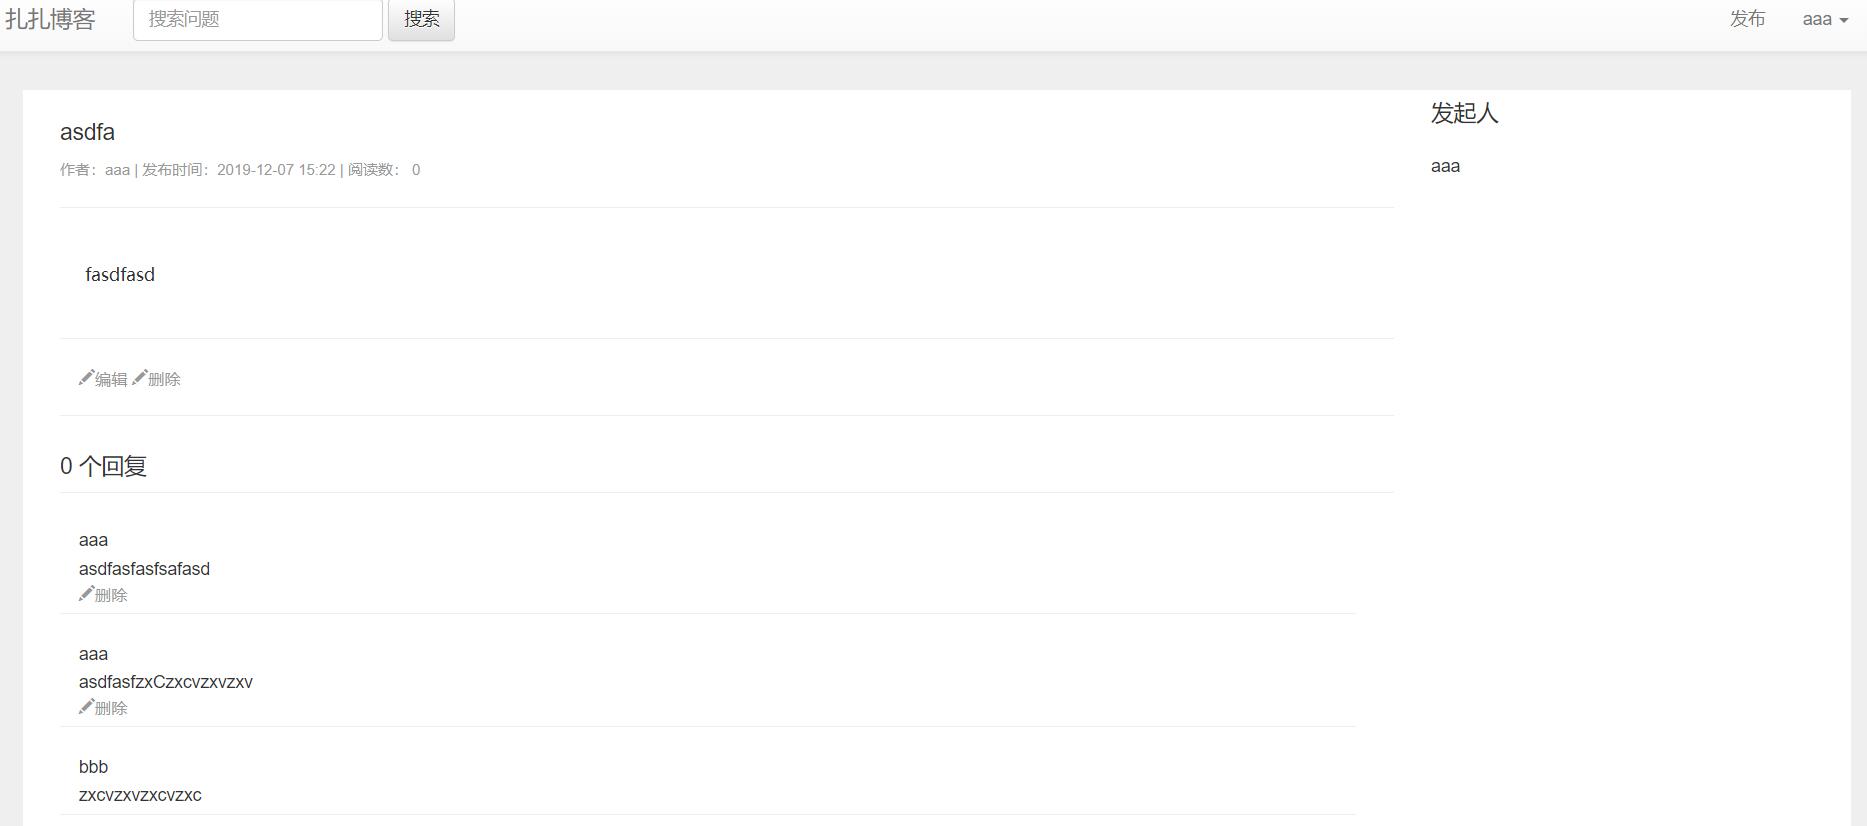 扎扎博客 搜索问题 搜索 发布 aaa
asdfa
作者：aaa | 发布时间：2019-12-07 15:22 | 阅读数： 0
fasdfasd
编辑 删除
0 个回复
aaa
asdfasfasfsafasd
删除
aaa
asdfasfzxCzxcvzxvzxv
删除
bbb
zxcvzxvzxcvzxc
发起人
aaa